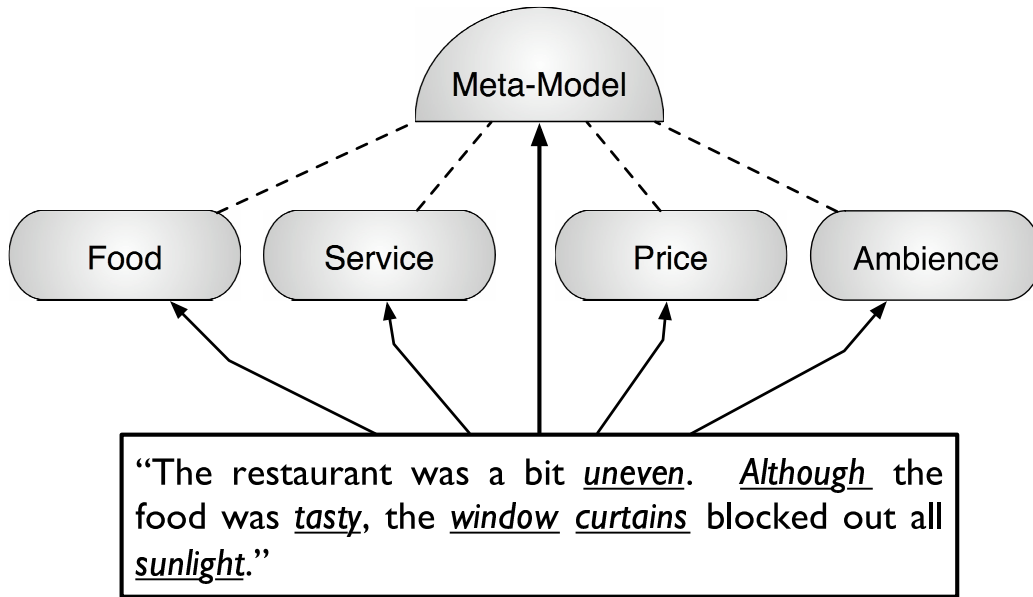 Meta-Model
Food Service Price Ambience
“The restaurant was a bit uneven. Although the
food was tasty, the window curtains blocked out all
sunlight.”